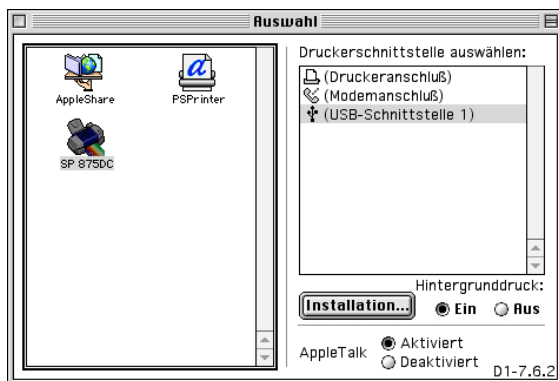 Auswahl
AppleShare
PSPrinter
SP 875DC
Druckerschnittstelle auswählen:
(Druckeranschluß)
(Modemanschluß)
(USB-Schnittstelle 1)
Hintergrunddruck:
Installation...
Ein Aus
AppleTalk
Aktiviert
Deaktiviert
D1-7.6.2